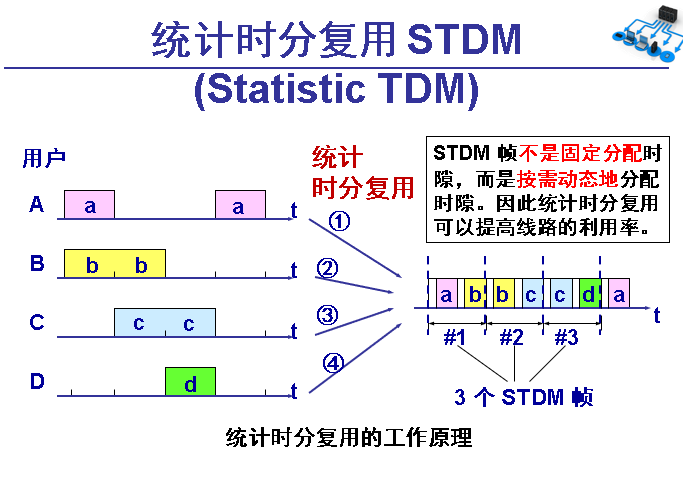 统计时分复用 STDM
(Statistic TDM)
用户
统计
时分复用
STDM 帧不是固定分配时
隙，而是按需动态地分配
时隙。因此统计时分复用
可以提高线路的利用率。
A a a t ①
B b b t ②
C c c t ③
D d t ④
a b b c c d a t
#1 #2 #3
3 个 STDM 帧
统计时分复用的工作原理